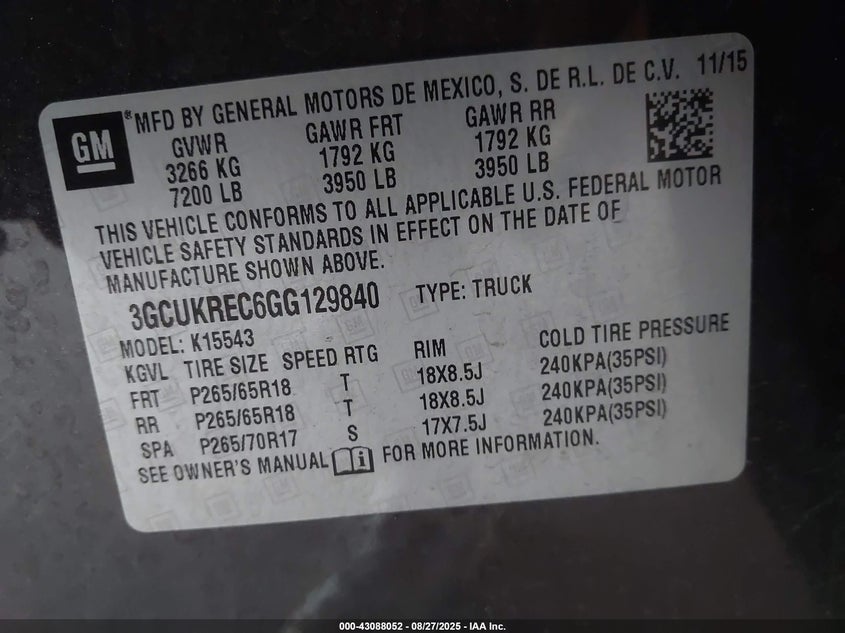 GM
® MFD BY GENERAL MOTORS DE MEXICO, S. DE R.L. DE C.V. 11/15
GVWR GAWR FRT GAWR RR
3266 KG 1792 KG 1792 KG
7200 LB 3950 LB 3950 LB
THIS VEHICLE CONFORMS TO ALL APPLICABLE U.S. FEDERAL MOTOR
VEHICLE SAFETY STANDARDS IN EFFECT ON THE DATE OF
MANUFACTURE SHOWN ABOVE.
3GCUKREC6GG129840 TYPE: TRUCK
MODEL: K15543
KGVL TIRE SIZE SPEED RTG RIM COLD TIRE PRESSURE
FRT P265/65R18 T 18X8.5J 240KPA(35PSI)
RR P265/65R18 T 18X8.5J 240KPA(35PSI)
SPA P265/70R17 S 17X7.5J 240KPA(35PSI)
SEE OWNER'S MANUAL i FOR MORE INFORMATION.
000-43088052 - 08/27/2025 - IAA Inc.